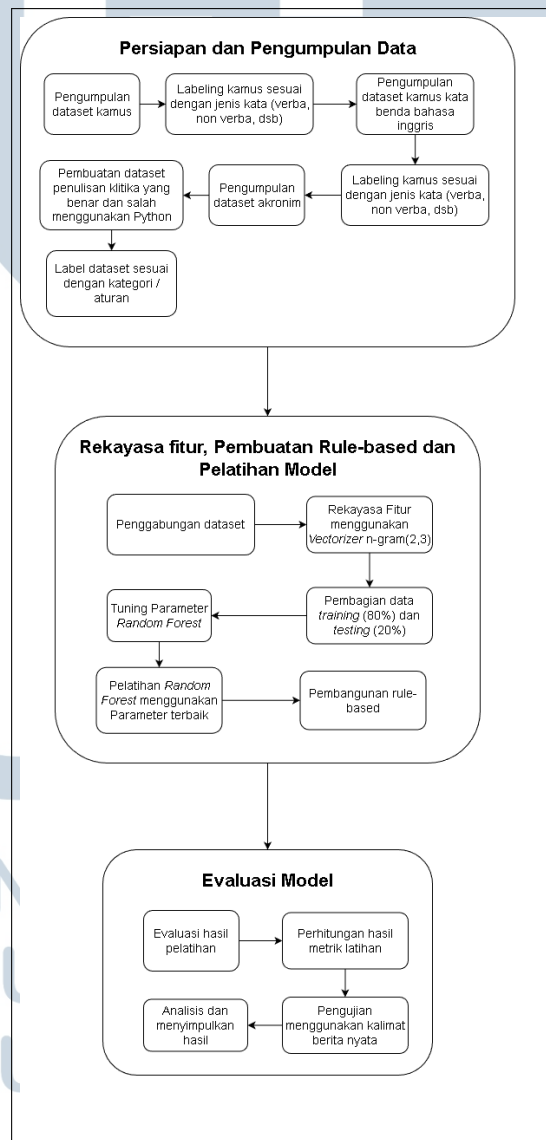 Persiapan dan Pengumpulan Data
Pengumpulan
dataset kamus
Labeling kamus sesuai
dengan jenis kata (verba,
non verba, dsb)
Pengumpulan
dataset kamus kata
benda bahasa
inggris
Labeling kamus sesuai
dengan jenis kata (verba,
non verba, dsb)
Pengumpulan
dataset akronim
Pembuatan dataset
penulisan klitika yang
benar dan salah
menggunakan Python
Label dataset sesuai
dengan kategori /
aturan
Rekayasa fitur, Pembuatan Rule-based dan
Pelatihan Model
Penggabungan dataset
Rekayasa Fitur
menggunakan
Vectorizer n-gram(2,3)
Pembagian data
training (80%) dan
testing (20%)
Tuning Parameter
Random Forest
Pelatihan Random
Forest menggunakan
Parameter terbaik
Pembangunan rule-
based
Evaluasi Model
Evaluasi hasil
pelatihan
Perhitungan hasil
metrik latihan
Pengujian
menggunakan kalimat
berita nyata
Analisis dan
menyimpulkan
hasil